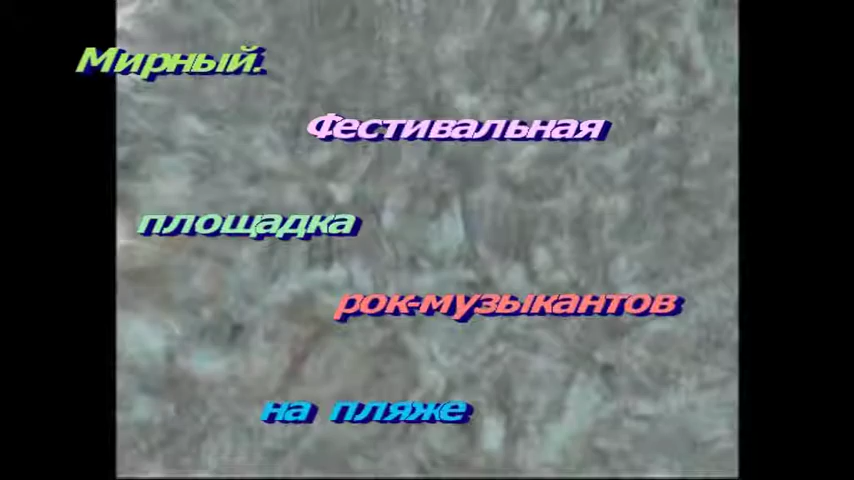 Мирный.
Фестивальная
площадка
рок-музыкантов
на пляже